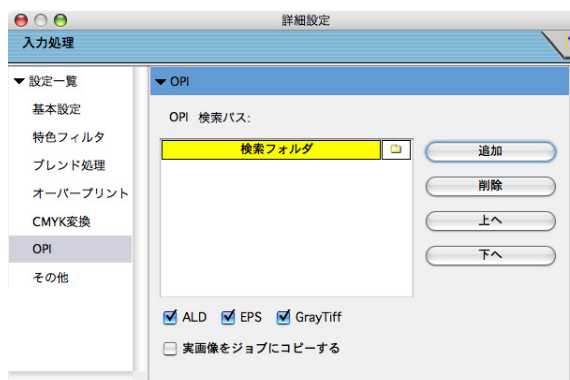 詳細設定
入力処理
▼ 設定一覧
基本設定
特色フィルタ
ブレンド処理
オーバープリント
CMYK変換
OPI
その他
▼ OPI
OPI 検索パス:
検索フォルダ
追加
削除
上へ
下へ
ALD EPS GrayTiff
実画像をジョブにコピーする